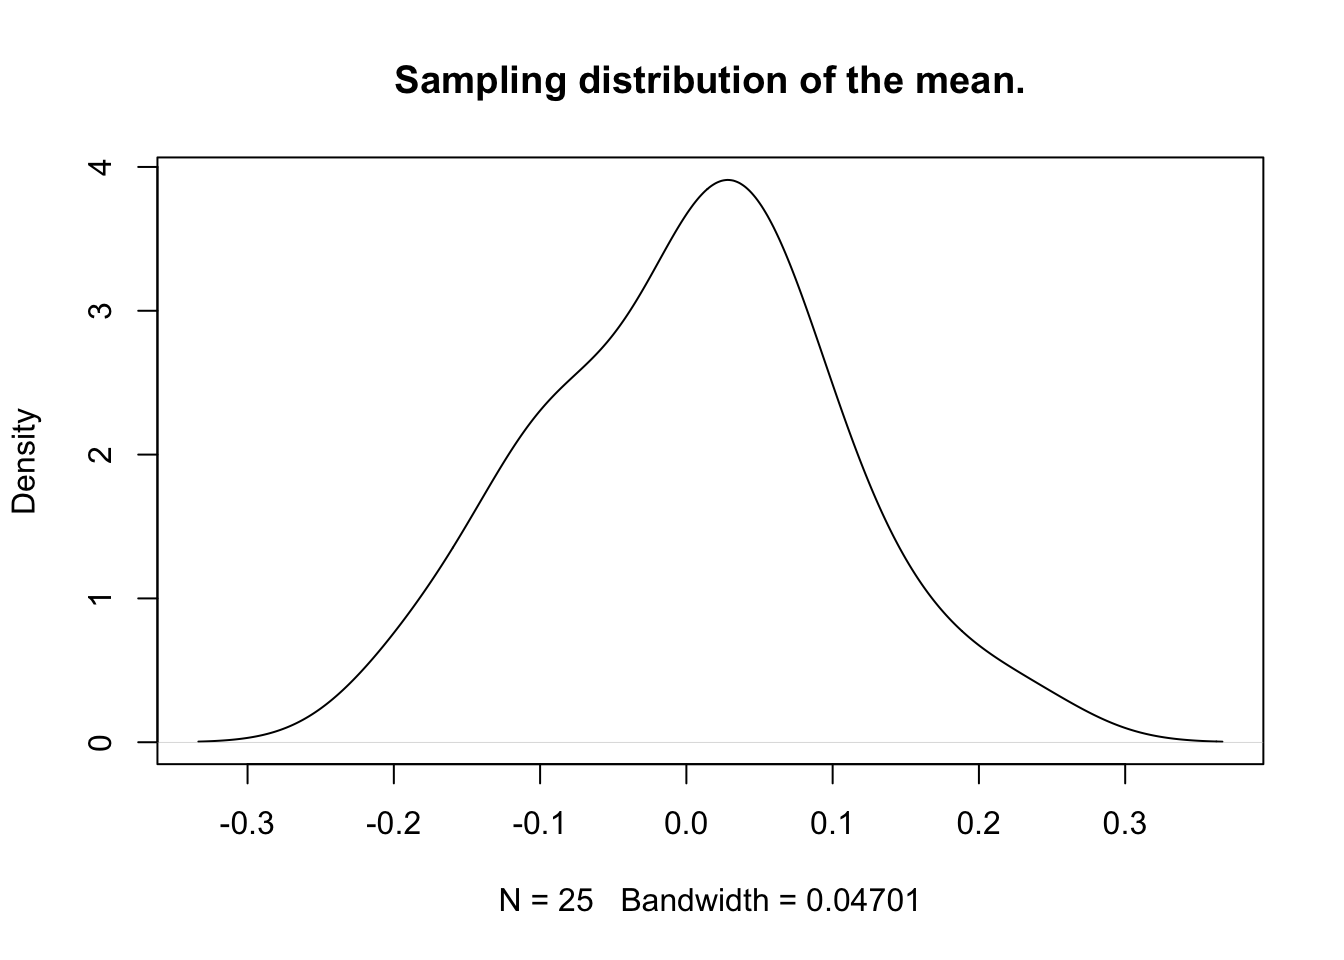 Sampling distribution of the mean.
Density
4
3
2
1
0
-0.3 -0.2 -0.1 0.0 0.1 0.2 0.3
N = 25 Bandwidth = 0.04701